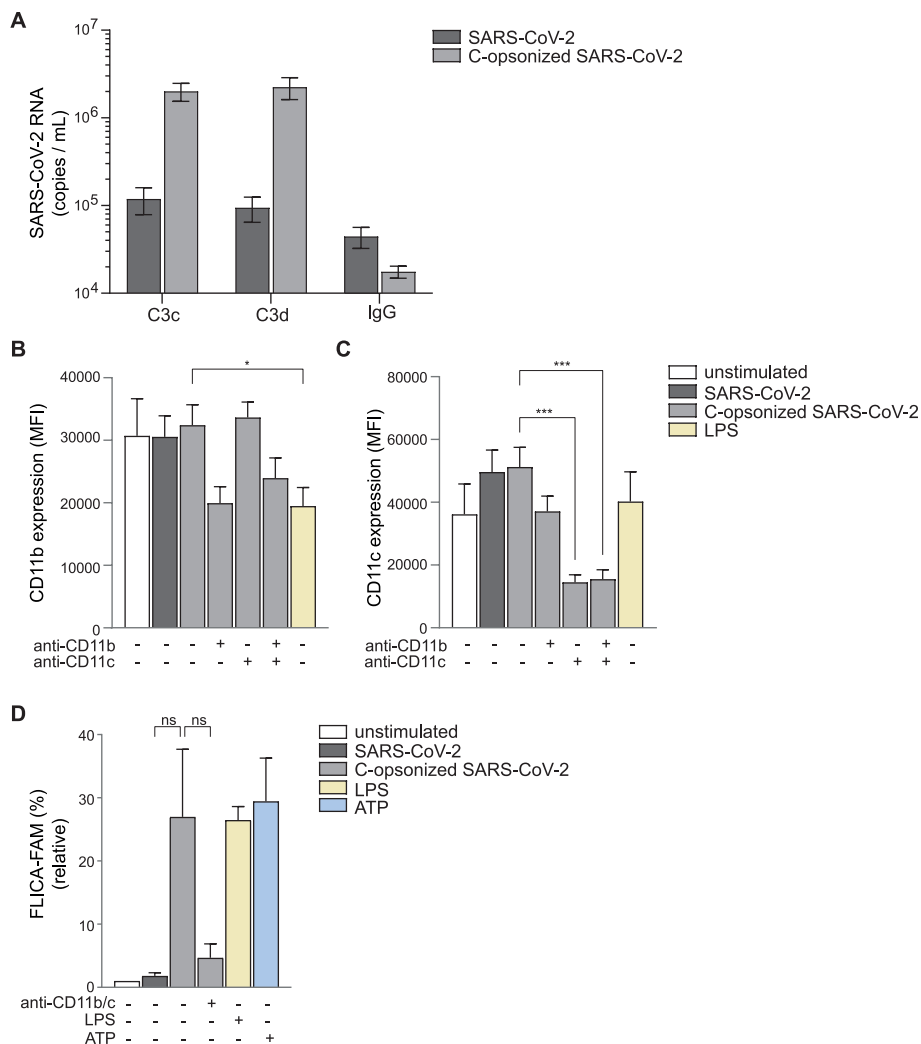 A
SARS-CoV-2 RNA
(copies / mL)
10⁷
10⁶
10⁵
10⁴
C3c C3d IgG
SARS-CoV-2
C-opsonized SARS-CoV-2
B
CD11b expression (MFI)
40000
30000
20000
10000
0
*
anti-CD11b - - - + - + -
anti-CD11c - - - - + + -
C
CD11c expression (MFI)
80000
60000
40000
20000
0
***
***
anti-CD11b - - - + - + -
anti-CD11c - - - - + + -
unstimulated
SARS-CoV-2
C-opsonized SARS-CoV-2
LPS
D
FLICA-FAM (%)
(relative)
40
30
20
10
0
ns ns
anti-CD11b/c - - - + - -
LPS - - - - + -
ATP - - - - - +
unstimulated
SARS-CoV-2
C-opsonized SARS-CoV-2
LPS
ATP